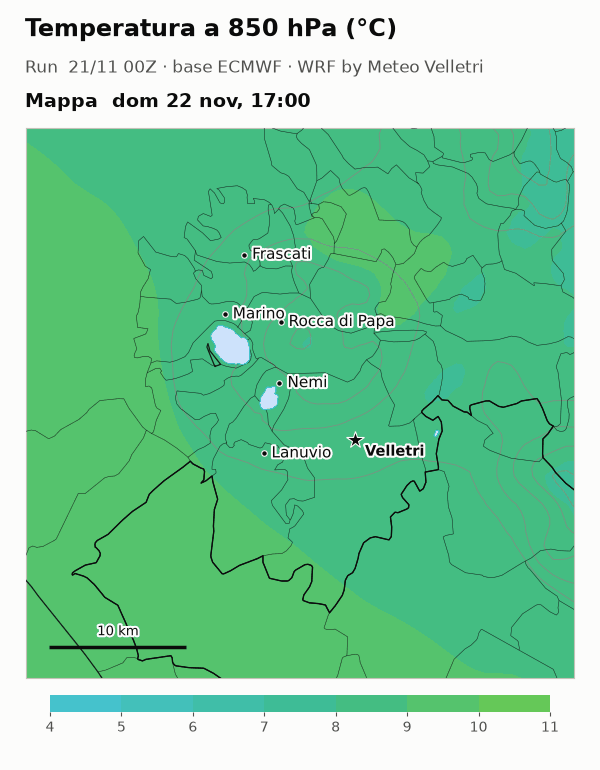 Temperatura a 850 hPa (°C)
Run  21/11 00Z · base ECMWF · WRF by Meteo Velletri
Mappa  dom 22 nov, 17:00
Frascati
Marino
Rocca di Papa
Nemi
Velletri
Lanuvio
10 km
4 5 6 7 8 9 10 11